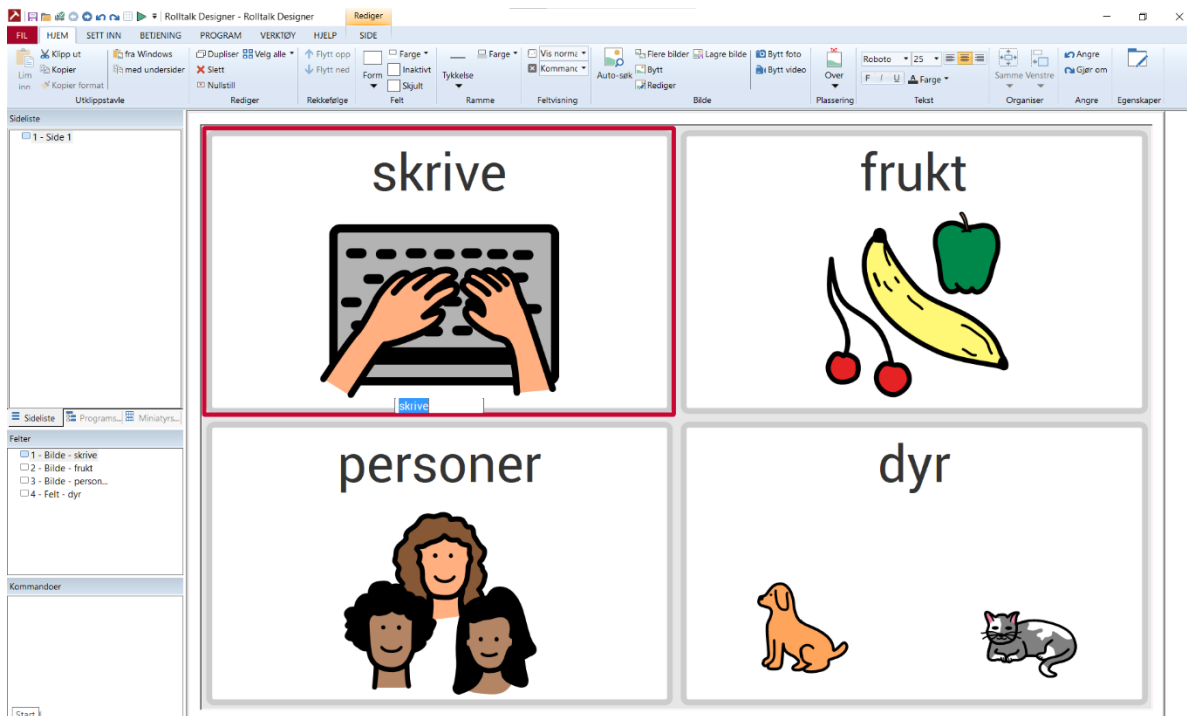 Rolltalk Designer - Rolltalk Designer
Rediger
FIL HJEM SETT INN BETJENING PROGRAM VERKTØY HJELP SIDE
Lim inn
Klipp ut
Kopier
Kopier format
fra Windows
med undersider
Utklippstavle
Dupliser
Velg alle
Slett
Nullstill
Rediger
Flytt opp
Flytt ned
Rekkefølge
Form
Farge
Inaktivt
Skjult
Felt
Tykkelse
Farge
Ramme
Vis norma
Kommanc
Feltvisning
Auto-søk
Flere bilder
Lagre bilde
Bytt
Rediger
Bytt foto
Bytt video
Bilde
Over
Plassering
Roboto
25
F I U
Farge
Tekst
Samme
Venstre
Organiser
Angre
Gjør om
Angre
Egenskaper
Sideliste
1 - Side 1
Sideliste
Programs...
Miniatyrs...
Felter
1 - Bilde - skrive
2 - Bilde - frukt
3 - Bilde - person...
4 - Felt - dyr
Kommandoer
Start
skrive
skrive
frukt
personer
dyr